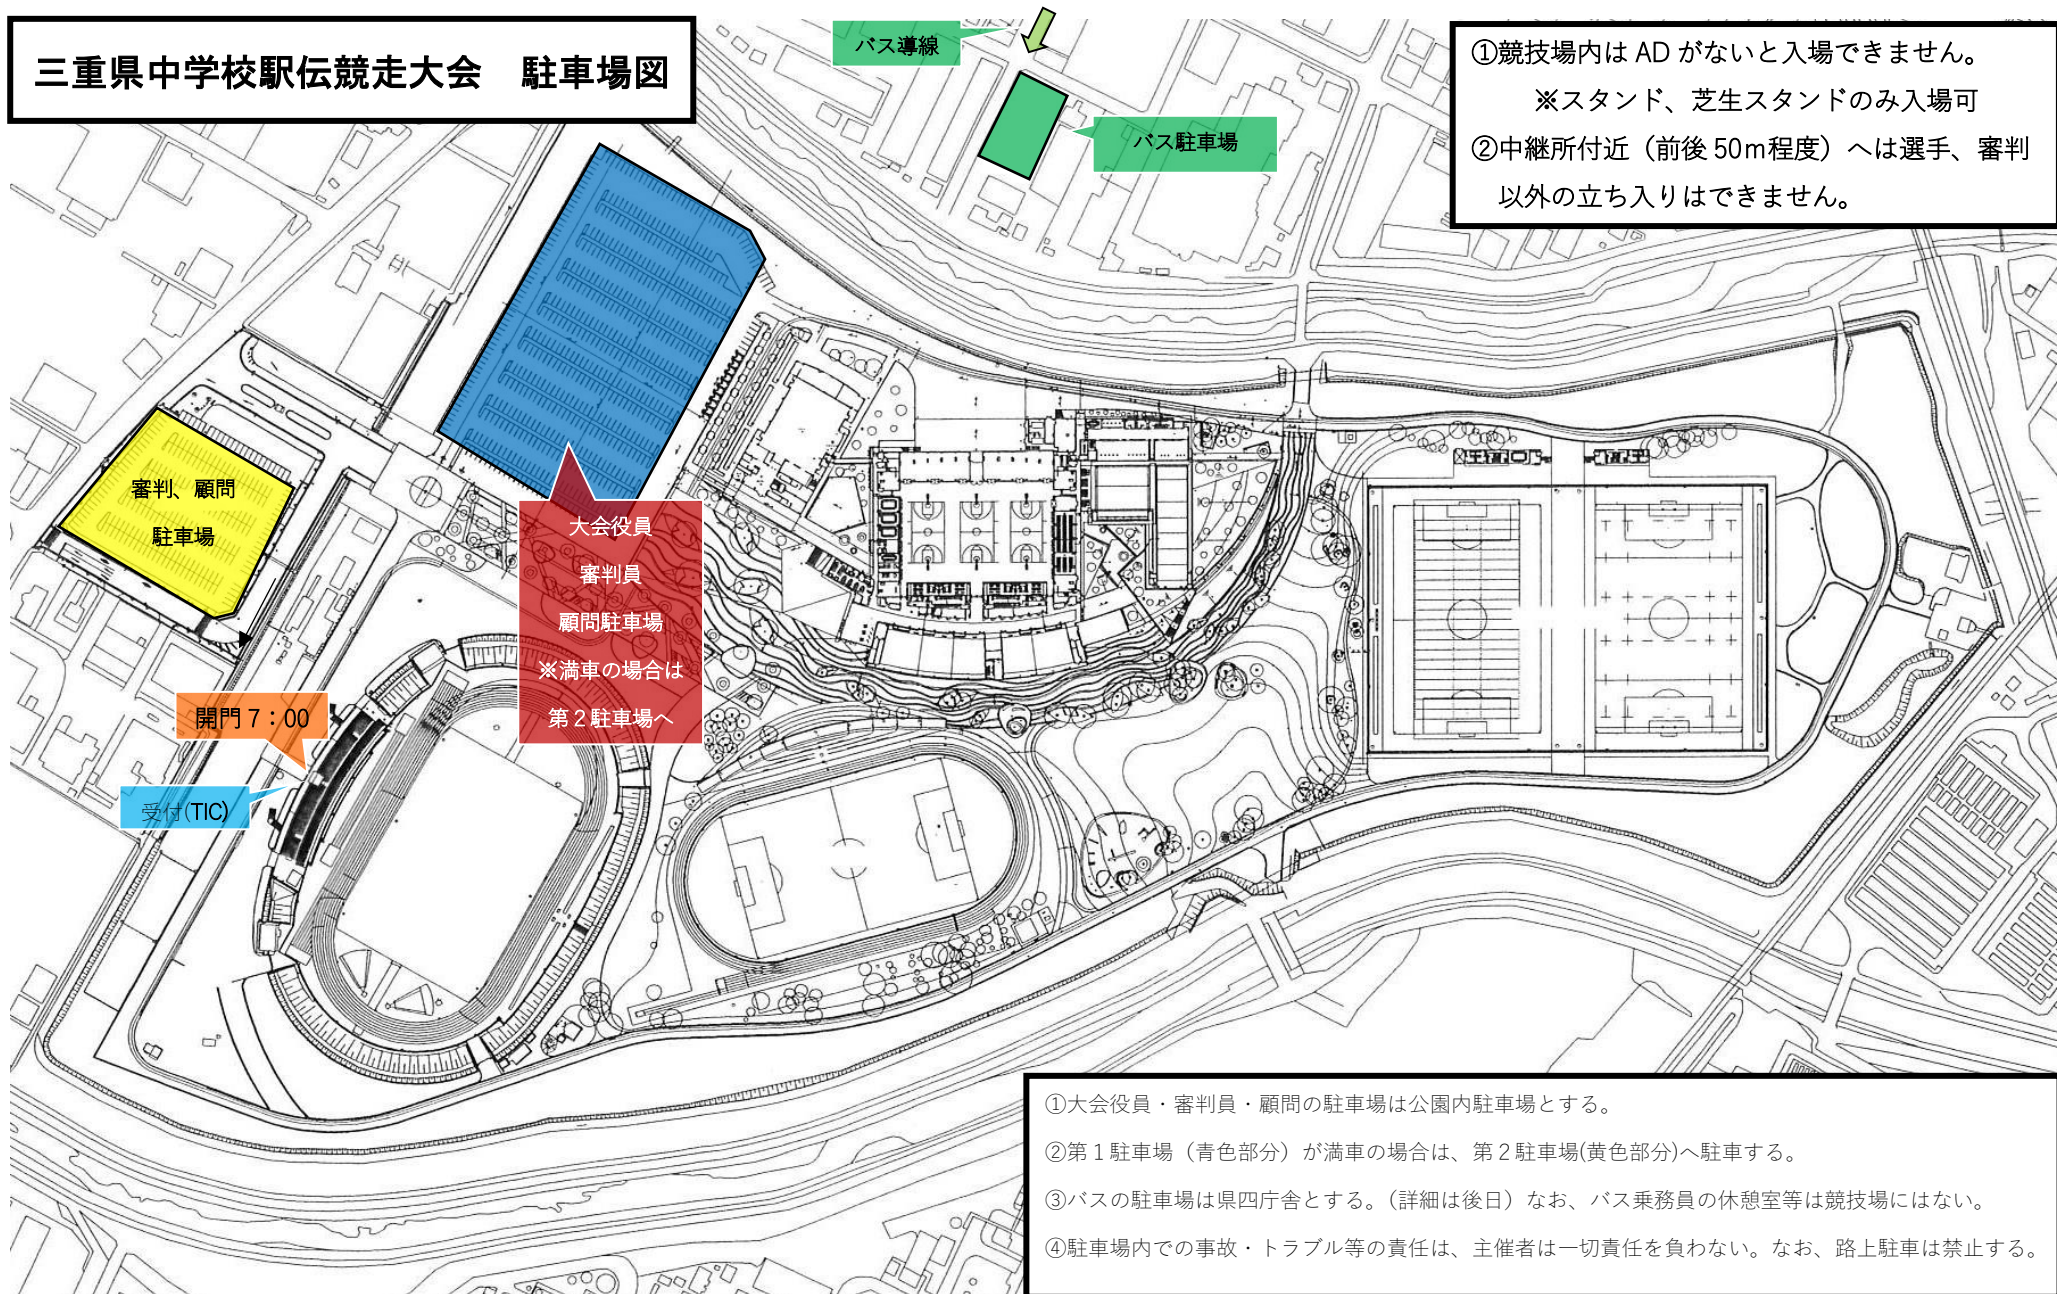 三重県中学校駅伝競走大会　駐車場図
バス導線
バス駐車場
①競技場内は AD がないと入場できません。
※スタンド、芝生スタンドのみ入場可
②中継所付近（前後 50ｍ程度）へは選手、審判
以外の立ち入りはできません。
審判、顧問
駐車場
大会役員
審判員
顧問駐車場
※満車の場合は
第２駐車場へ
開門 7：00
受付(TIC)
①大会役員・審判員・顧問の駐車場は公園内駐車場とする。
②第１駐車場（青色部分）が満車の場合は、第２駐車場(黄色部分)へ駐車する。
③バスの駐車場は県四庁舎とする。（詳細は後日）なお、バス乗務員の休憩室等は競技場にはない。
④駐車場内での事故・トラブル等の責任は、主催者は一切責任を負わない。なお、路上駐車は禁止する。